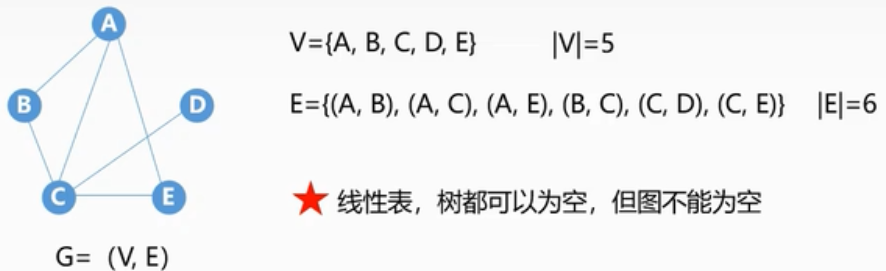 A
B
D
C
E
G= (V, E)
V={A, B, C, D, E} |V|=5
E={(A, B), (A, C), (A, E), (B, C), (C, D), (C, E)} |E|=6
线性表，树都可以为空，但图不能为空